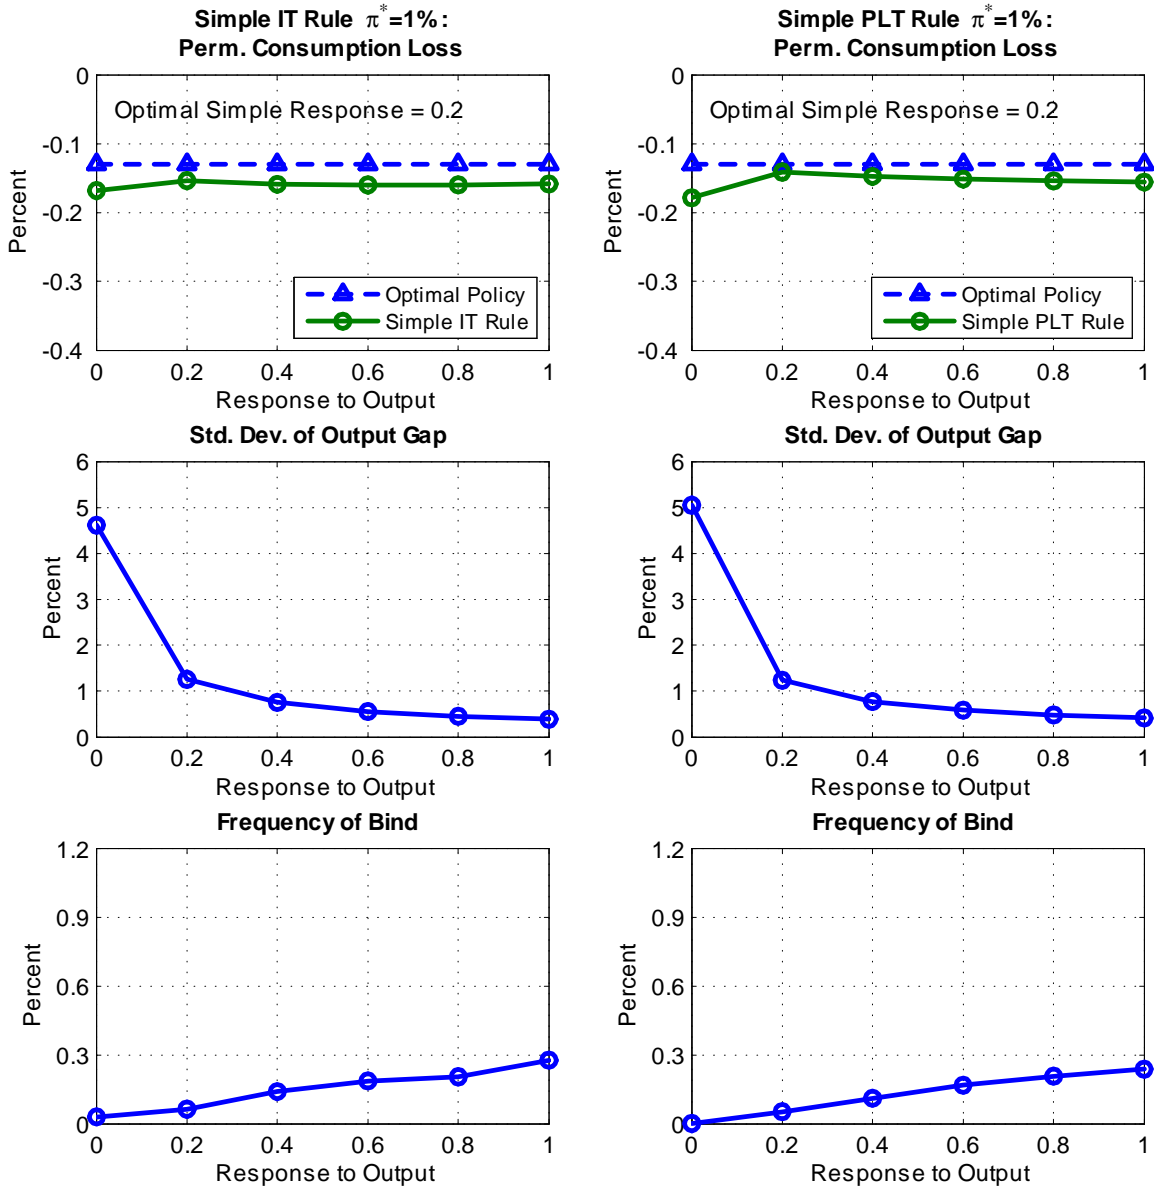 Simple IT Rule π*=1%:
Perm. Consumption Loss
0
-0.1
-0.2
-0.3
-0.4
Percent
Optimal Simple Response = 0.2
Optimal Policy
Simple IT Rule
0 0.2 0.4 0.6 0.8 1
Response to Output
Simple PLT Rule π*=1%:
Perm. Consumption Loss
0
-0.1
-0.2
-0.3
-0.4
Percent
Optimal Simple Response = 0.2
Optimal Policy
Simple PLT Rule
0 0.2 0.4 0.6 0.8 1
Response to Output
Std. Dev. of Output Gap
6
5
4
3
2
1
0
Percent
0 0.2 0.4 0.6 0.8 1
Response to Output
Std. Dev. of Output Gap
6
5
4
3
2
1
0
Percent
0 0.2 0.4 0.6 0.8 1
Response to Output
Frequency of Bind
1.2
0.9
0.6
0.3
0
Percent
0 0.2 0.4 0.6 0.8 1
Response to Output
Frequency of Bind
1.2
0.9
0.6
0.3
0
Percent
0 0.2 0.4 0.6 0.8 1
Response to Output